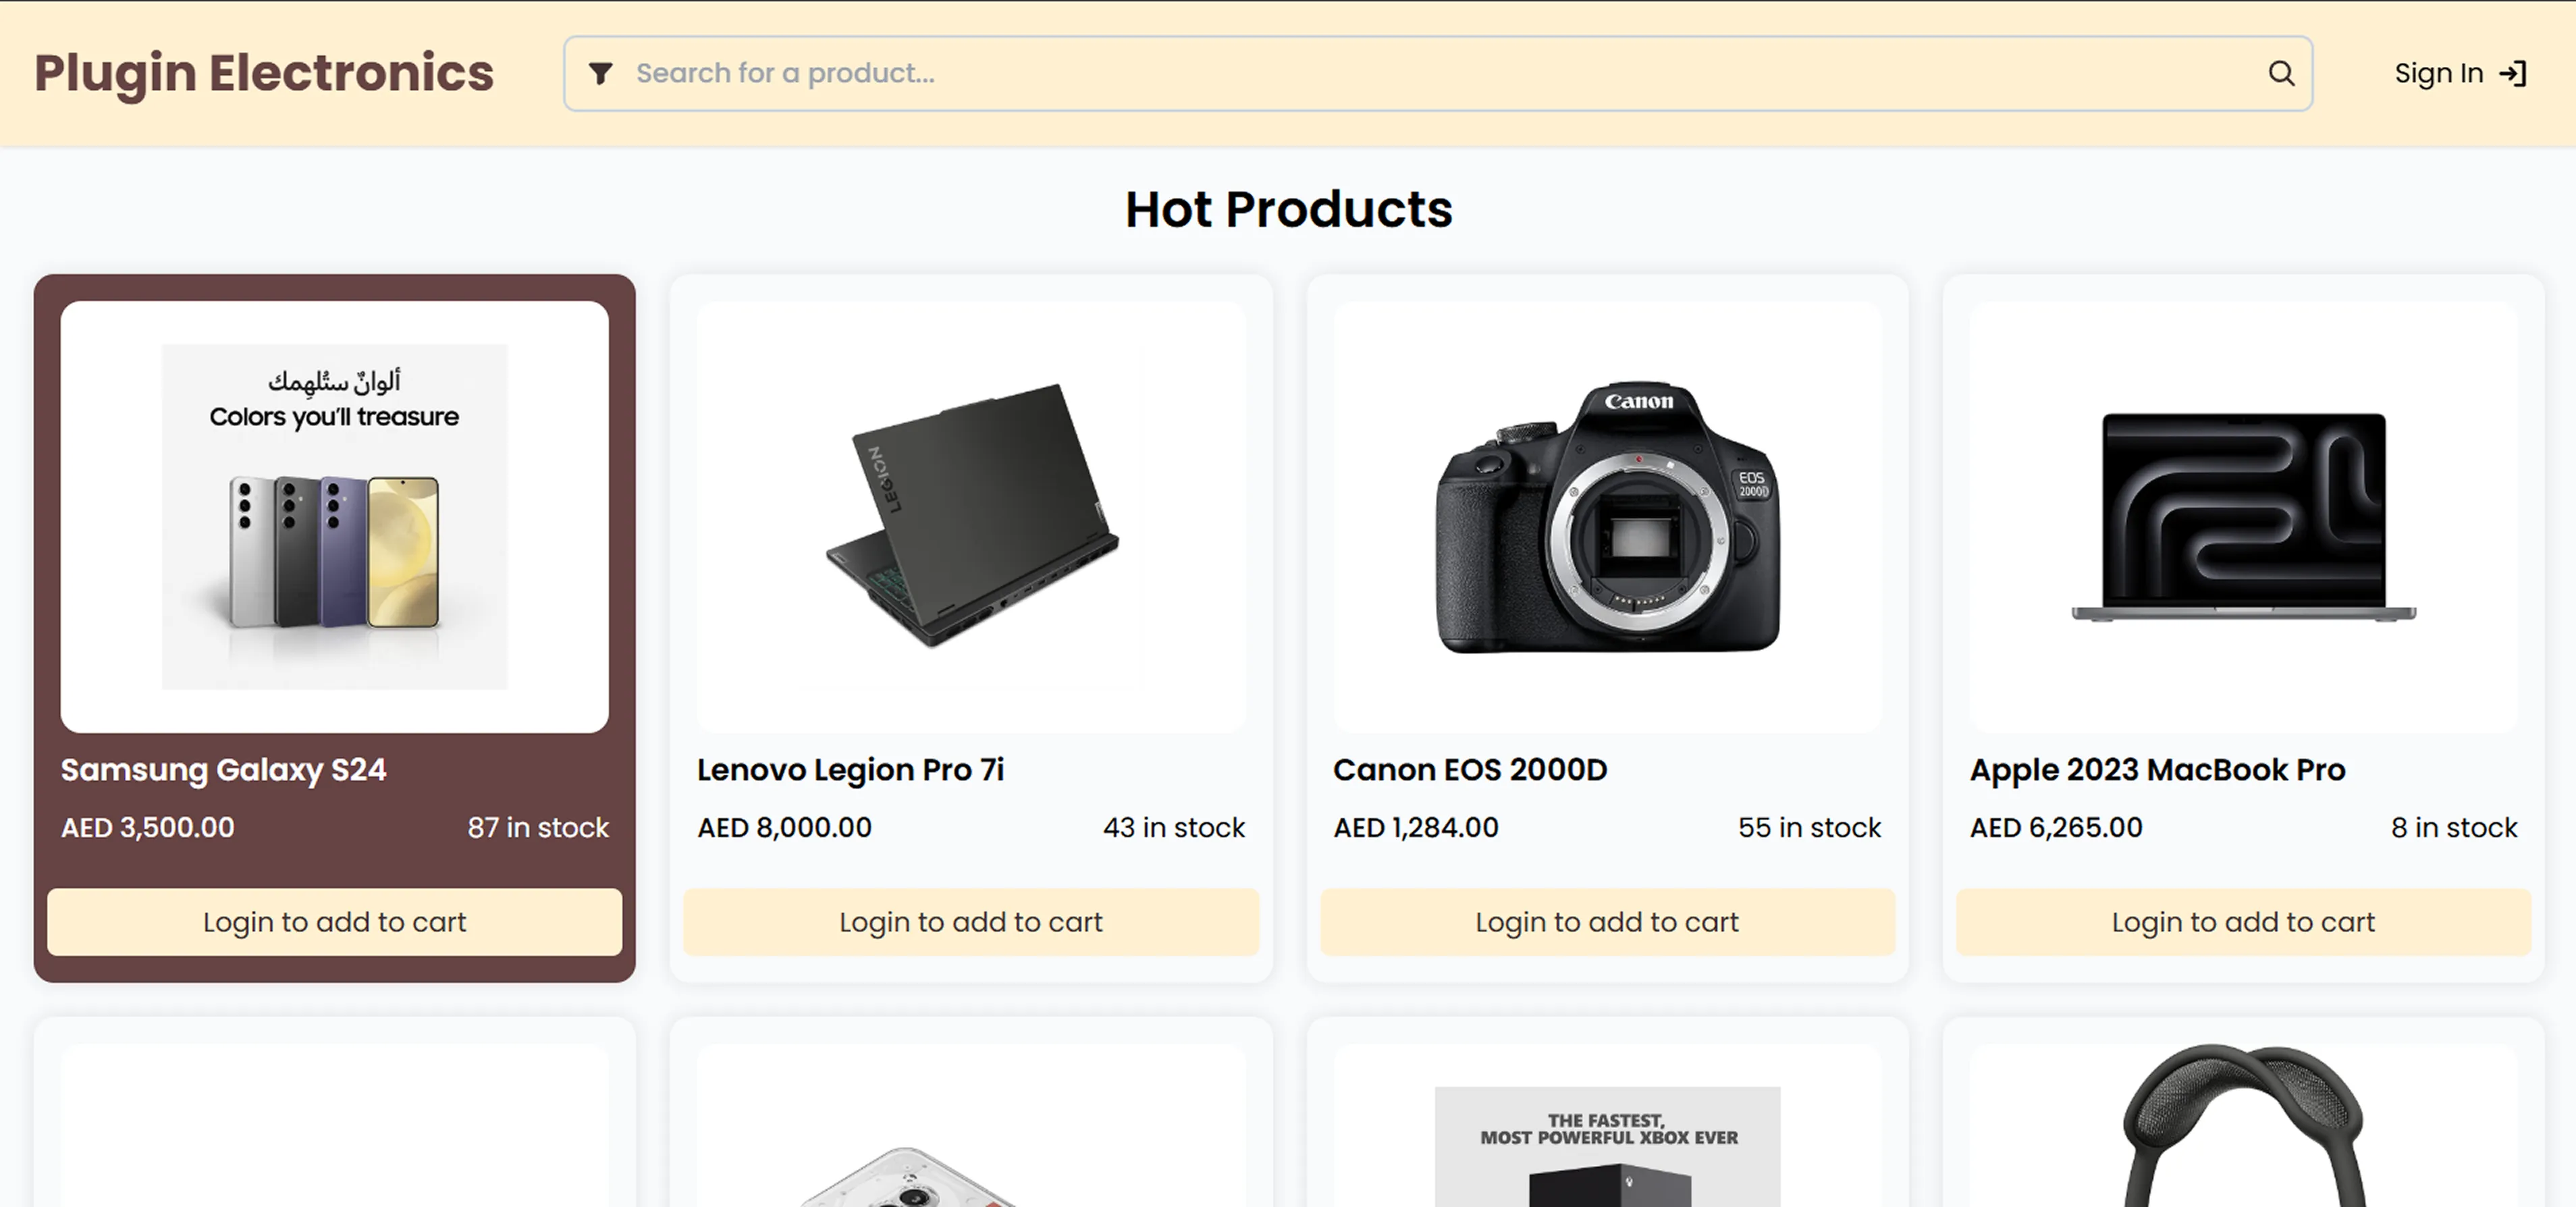 Plugin Electronics
Search for a product...
Sign In
Hot Products
ألوانٌ ستُلهِمك
Colors you'll treasure
LEGION
Canon
EOS
2000D
Samsung Galaxy S24
AED 3,500.00
87 in stock
Login to add to cart
Lenovo Legion Pro 7i
AED 8,000.00
43 in stock
Login to add to cart
Canon EOS 2000D
AED 1,284.00
55 in stock
Login to add to cart
Apple 2023 MacBook Pro
AED 6,265.00
8 in stock
Login to add to cart
THE FASTEST,
MOST POWERFUL XBOX EVER